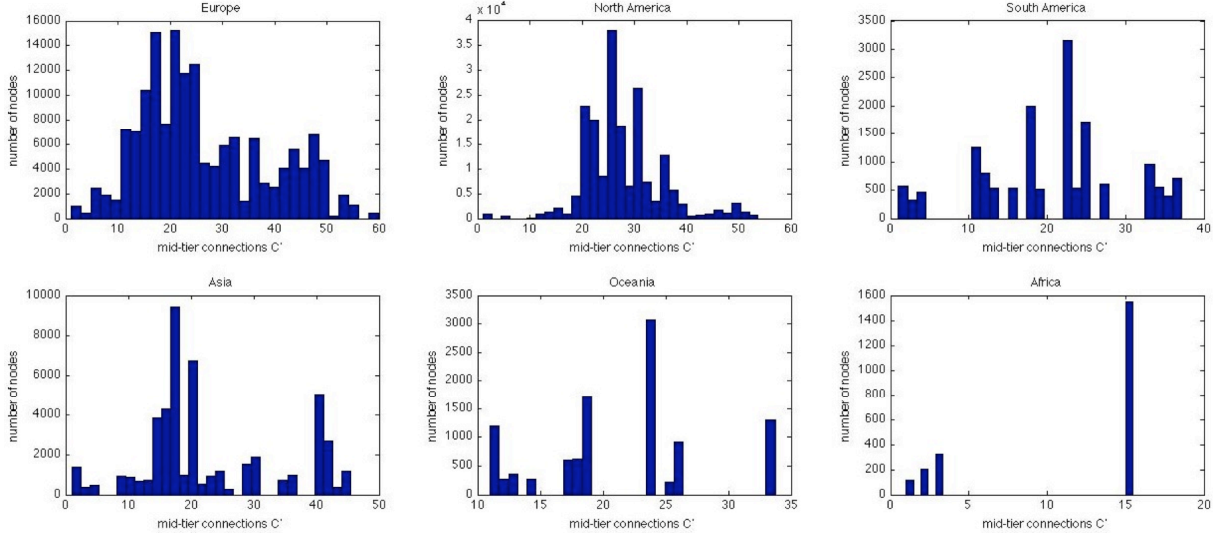 Europe
16000
14000
12000
10000
8000
6000
4000
2000
0
0 10 20 30 40 50 60
number of nodes
mid-tier connections C'
North America
x 10⁴
4
3.5
3
2.5
2
1.5
1
0.5
0
0 10 20 30 40 50 60
number of nodes
mid-tier connections C'
South America
3500
3000
2500
2000
1500
1000
500
0
0 10 20 30 40
number of nodes
mid-tier connections C'
Asia
10000
8000
6000
4000
2000
0
0 10 20 30 40 50
number of nodes
mid-tier connections C'
Oceania
3500
3000
2500
2000
1500
1000
500
0
10 15 20 25 30 35
number of nodes
mid-tier connections C'
Africa
1600
1400
1200
1000
800
600
400
200
0
0 5 10 15 20
number of nodes
mid-tier connections C'